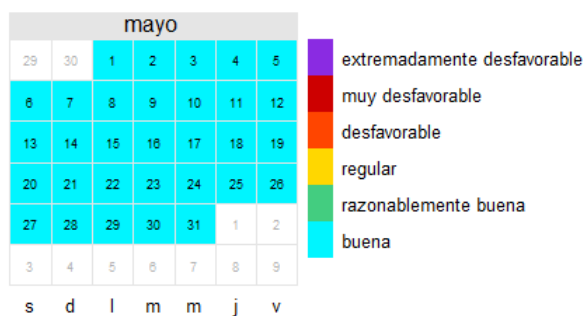 mayo
29 30 1 2 3 4 5
6 7 8 9 10 11 12
13 14 15 16 17 18 19
20 21 22 23 24 25 26
27 28 29 30 31 1 2
3 4 5 6 7 8 9
s d l m m j v
extremadamente desfavorable
muy desfavorable
desfavorable
regular
razonablemente buena
buena